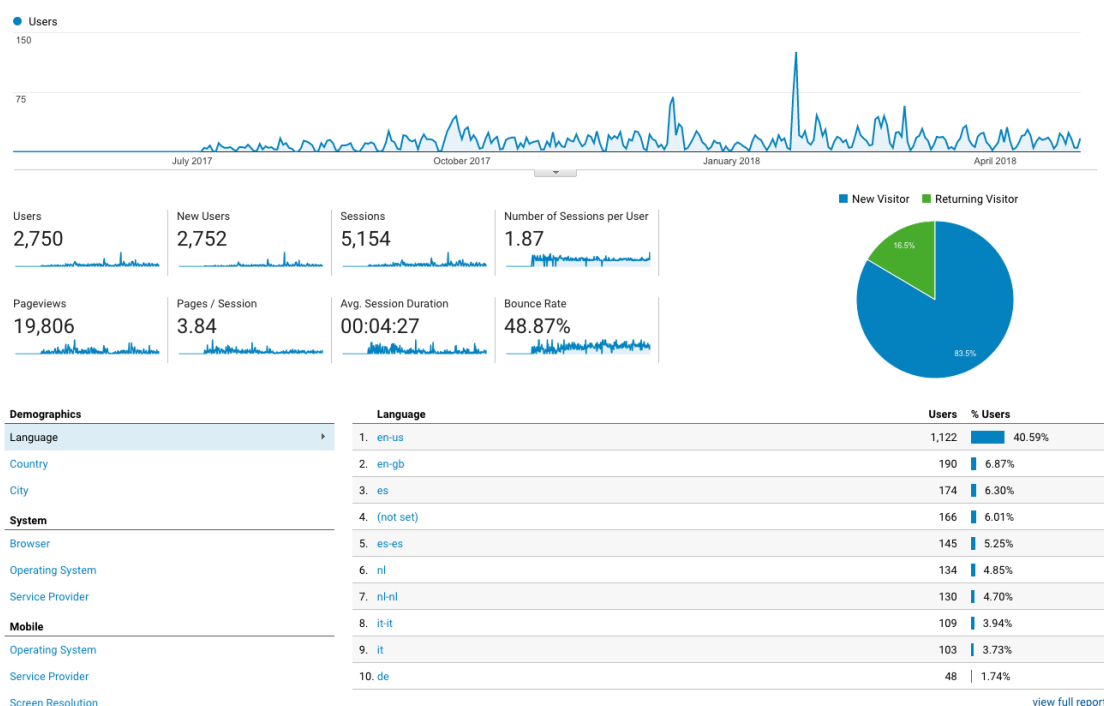 Users
150
75
July 2017 October 2017 January 2018 April 2018
New Visitor Returning Visitor
16.5%
83.5%
Users New Users Sessions Number of Sessions per User
2,750 2,752 5,154 1.87
Pageviews Pages / Session Avg. Session Duration Bounce Rate
19,806 3.84 00:04:27 48.87%
Demographics
Language
Country
City
System
Browser
Operating System
Service Provider
Mobile
Operating System
Service Provider
Screen Resolution
Language Users % Users
1. en-us 1,122 40.59%
2. en-gb 190 6.87%
3. es 174 6.30%
4. (not set) 166 6.01%
5. es-es 145 5.25%
6. nl 134 4.85%
7. nl-nl 130 4.70%
8. it-it 109 3.94%
9. it 103 3.73%
10. de 48 1.74%
view full report